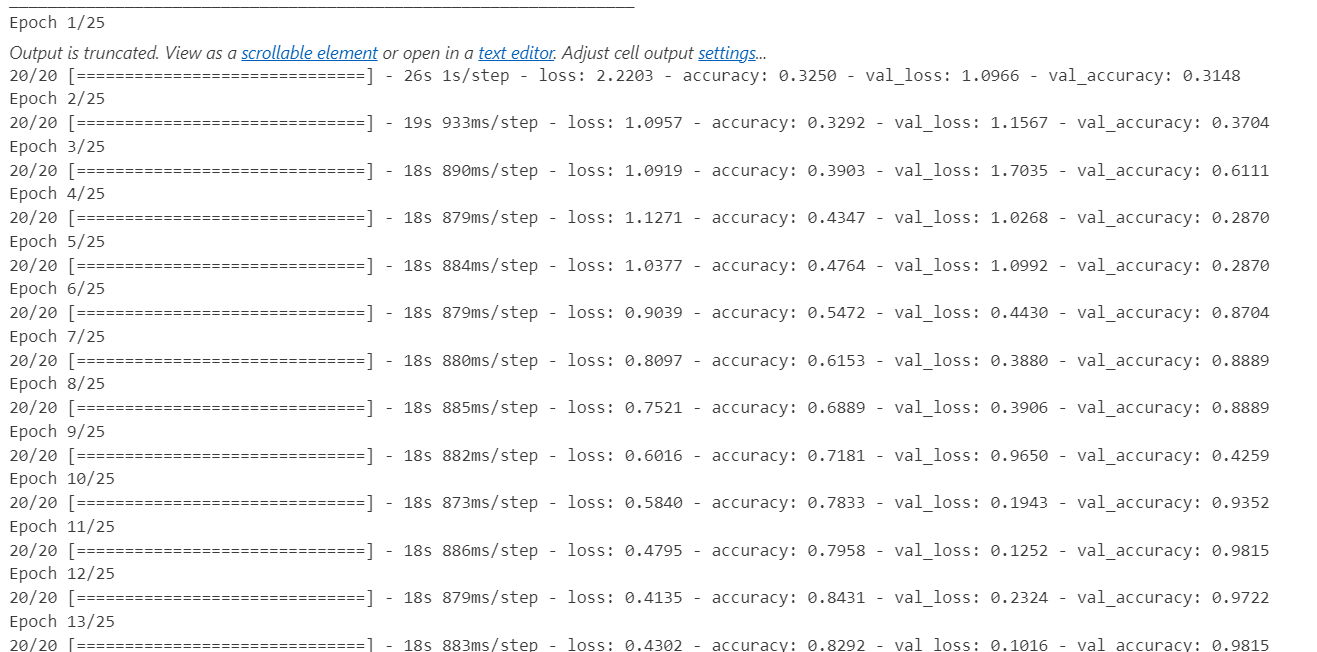 Epoch 1/25
Output is truncated. View as a scrollable element or open in a text editor. Adjust cell output settings...
20/20 [==============================] - 26s 1s/step - loss: 2.2203 - accuracy: 0.3250 - val_loss: 1.0966 - val_accuracy: 0.3148
Epoch 2/25
20/20 [==============================] - 19s 933ms/step - loss: 1.0957 - accuracy: 0.3292 - val_loss: 1.1567 - val_accuracy: 0.3704
Epoch 3/25
20/20 [==============================] - 18s 890ms/step - loss: 1.0919 - accuracy: 0.3903 - val_loss: 1.7035 - val_accuracy: 0.6111
Epoch 4/25
20/20 [==============================] - 18s 879ms/step - loss: 1.1271 - accuracy: 0.4347 - val_loss: 1.0268 - val_accuracy: 0.2870
Epoch 5/25
20/20 [==============================] - 18s 884ms/step - loss: 1.0377 - accuracy: 0.4764 - val_loss: 1.0992 - val_accuracy: 0.2870
Epoch 6/25
20/20 [==============================] - 18s 879ms/step - loss: 0.9039 - accuracy: 0.5472 - val_loss: 0.4430 - val_accuracy: 0.8704
Epoch 7/25
20/20 [==============================] - 18s 880ms/step - loss: 0.8097 - accuracy: 0.6153 - val_loss: 0.3880 - val_accuracy: 0.8889
Epoch 8/25
20/20 [==============================] - 18s 885ms/step - loss: 0.7521 - accuracy: 0.6889 - val_loss: 0.3906 - val_accuracy: 0.8889
Epoch 9/25
20/20 [==============================] - 18s 882ms/step - loss: 0.6016 - accuracy: 0.7181 - val_loss: 0.9650 - val_accuracy: 0.4259
Epoch 10/25
20/20 [==============================] - 18s 873ms/step - loss: 0.5840 - accuracy: 0.7833 - val_loss: 0.1943 - val_accuracy: 0.9352
Epoch 11/25
20/20 [==============================] - 18s 886ms/step - loss: 0.4795 - accuracy: 0.7958 - val_loss: 0.1252 - val_accuracy: 0.9815
Epoch 12/25
20/20 [==============================] - 18s 879ms/step - loss: 0.4135 - accuracy: 0.8431 - val_loss: 0.2324 - val_accuracy: 0.9722
Epoch 13/25
20/20 [==============================] - 18s 883ms/step - loss: 0.4302 - accuracy: 0.8292 - val_loss: 0.1016 - val_accuracy: 0.9815